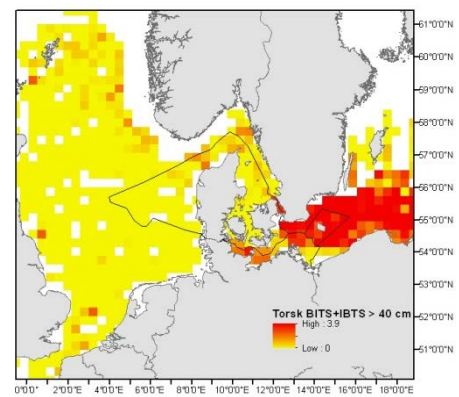 61°0'0"N
60°0'0"N
59°0'0"N
58°0'0"N
57°0'0"N
56°0'0"N
55°0'0"N
54°0'0"N
53°0'0"N
52°0'0"N
51°0'0"N
Torsk BITS+IBTS > 40 cm
High : 3.9
Low : 0
0°0'0" 2°0'0"E 4°0'0"E 6°0'0"E 8°0'0"E 10°0'0"E 12°0'0"E 14°0'0"E 16°0'0"E 18°0'0"E